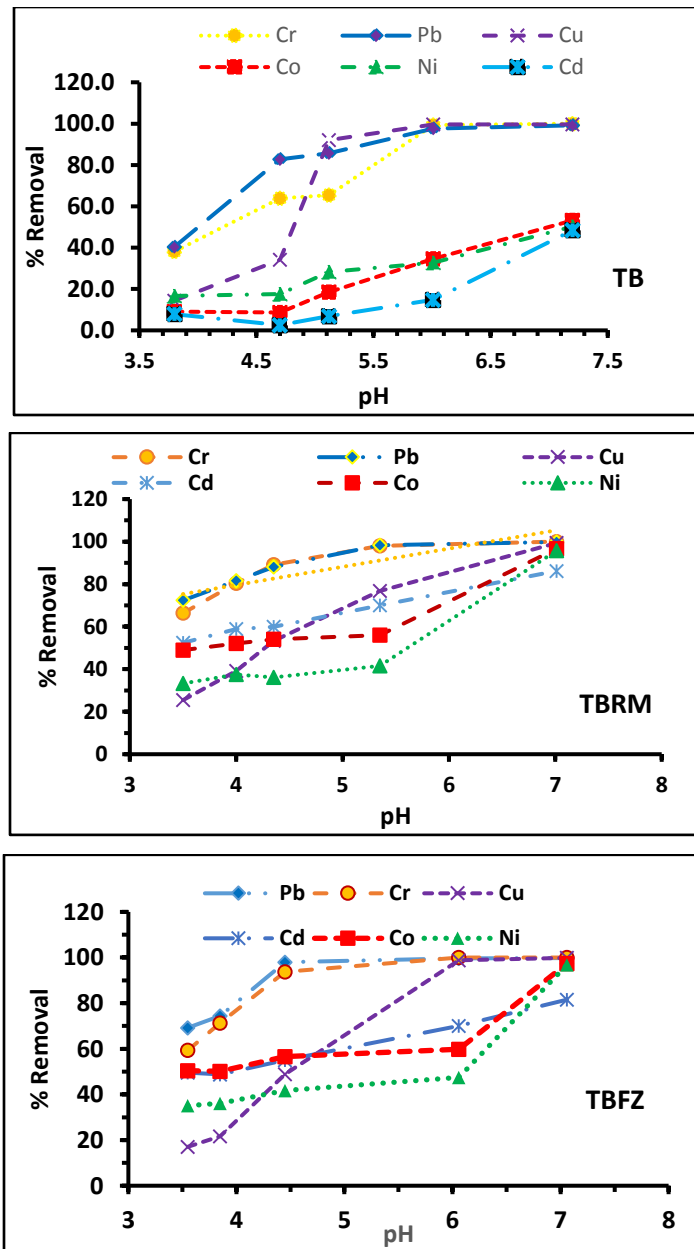 Cr Pb Cu
Co Ni Cd
100.0
80.0
60.0
40.0
20.0
0.0
% Removal
3.5 4.5 5.5 6.5 7.5
pH
TB
Cr Pb Cu
Cd Co Ni
120
100
80
60
40
20
0
% Removal
3 4 5 6 7 8
pH
TBRM
Pb Cr Cu
Cd Co Ni
120
100
80
60
40
20
0
% Removal
3 4 5 6 7 8
pH
TBFZ